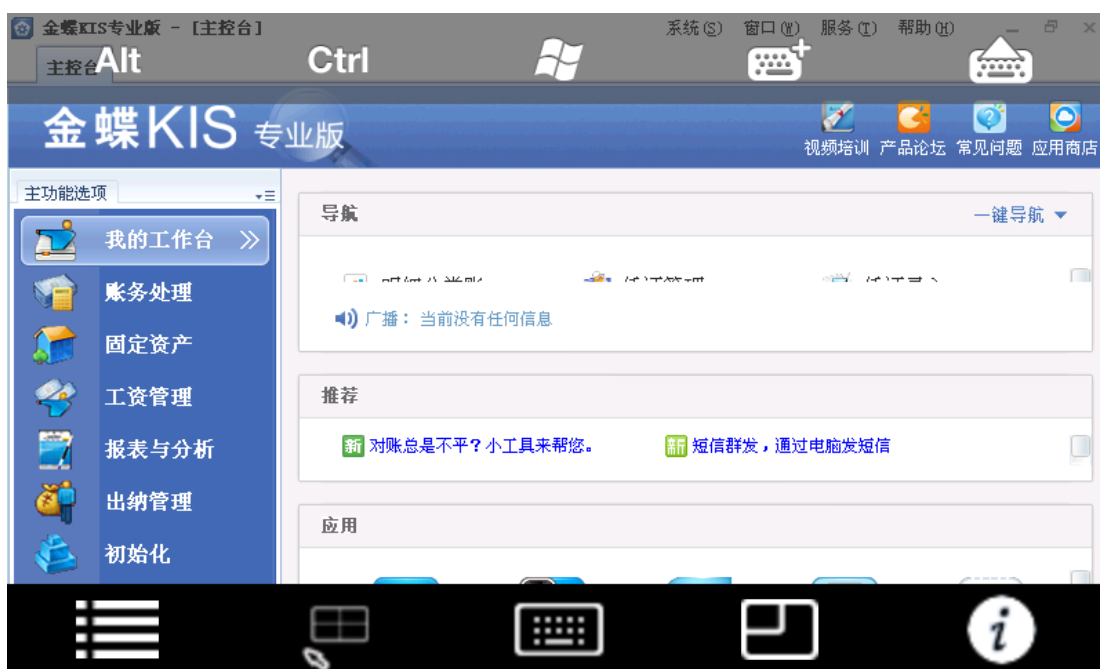 金蝶KIS专业版 - [主控台]
系统(S) 窗口(W) 服务(T) 帮助(H)
主控台
Alt Ctrl
金蝶KIS 专业版
视频培训 产品论坛 常见问题 应用商店
主功能选项
我的工作台
账务处理
固定资产
工资管理
报表与分析
出纳管理
初始化
导航 一键导航
广播： 当前没有任何信息
推荐
新 对账总是不平？小工具来帮您。
新 短信群发，通过电脑发短信
应用
i